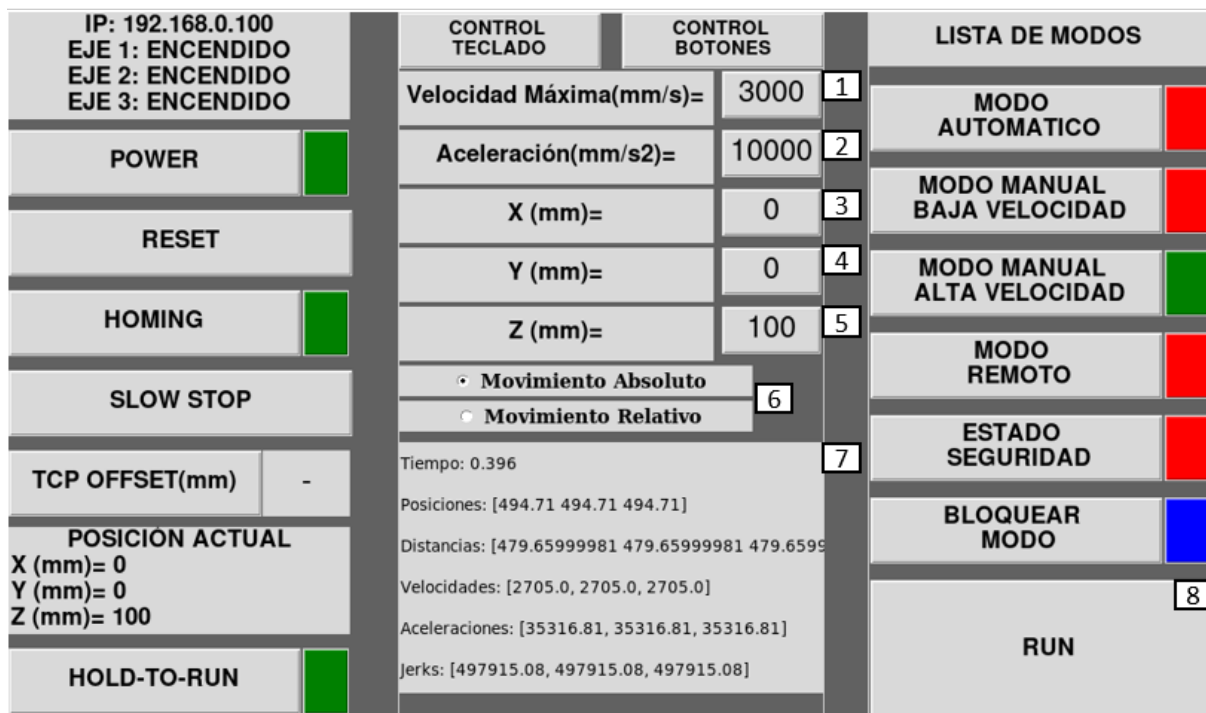 IP: 192.168.0.100
EJE 1: ENCENDIDO
EJE 2: ENCENDIDO
EJE 3: ENCENDIDO
POWER
RESET
HOMING
SLOW STOP
TCP OFFSET(mm) -
POSICIÓN ACTUAL
X (mm)= 0
Y (mm)= 0
Z (mm)= 100
HOLD-TO-RUN
CONTROL
TECLADO
CONTROL
BOTONES
Velocidad Máxima(mm/s)= 3000 1
Aceleración(mm/s2)= 10000 2
X (mm)= 0 3
Y (mm)= 0 4
Z (mm)= 100 5
Movimiento Absoluto
6
Movimiento Relativo
7
Tiempo: 0.396
Posiciones: [494.71 494.71 494.71]
Distancias: [479.65999981 479.65999981 479.6599
Velocidades: [2705.0, 2705.0, 2705.0]
Aceleraciones: [35316.81, 35316.81, 35316.81]
Jerks: [497915.08, 497915.08, 497915.08]
LISTA DE MODOS
MODO
AUTOMATICO
MODO MANUAL
BAJA VELOCIDAD
MODO MANUAL
ALTA VELOCIDAD
MODO
REMOTO
ESTADO
SEGURIDAD
BLOQUEAR
MODO
8
RUN